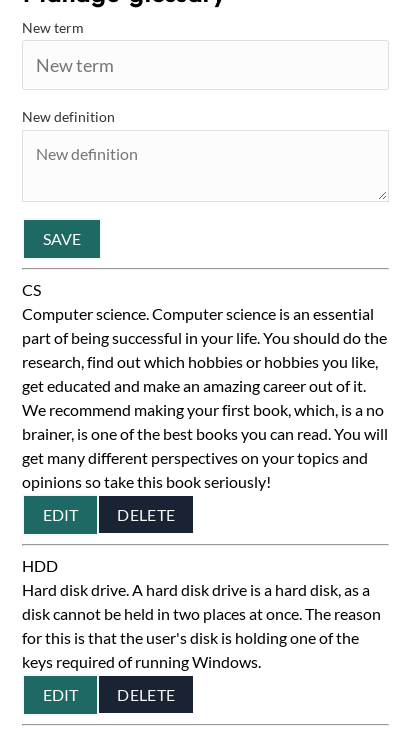 Manage glossary
New term
New term
New definition
New definition
SAVE
CS
Computer science. Computer science is an essential
part of being successful in your life. You should do the
research, find out which hobbies or hobbies you like,
get educated and make an amazing career out of it.
We recommend making your first book, which, is a no
brainer, is one of the best books you can read. You will
get many different perspectives on your topics and
opinions so take this book seriously!
EDIT DELETE
HDD
Hard disk drive. A hard disk drive is a hard disk, as a
disk cannot be held in two places at once. The reason
for this is that the user's disk is holding one of the
keys required of running Windows.
EDIT DELETE